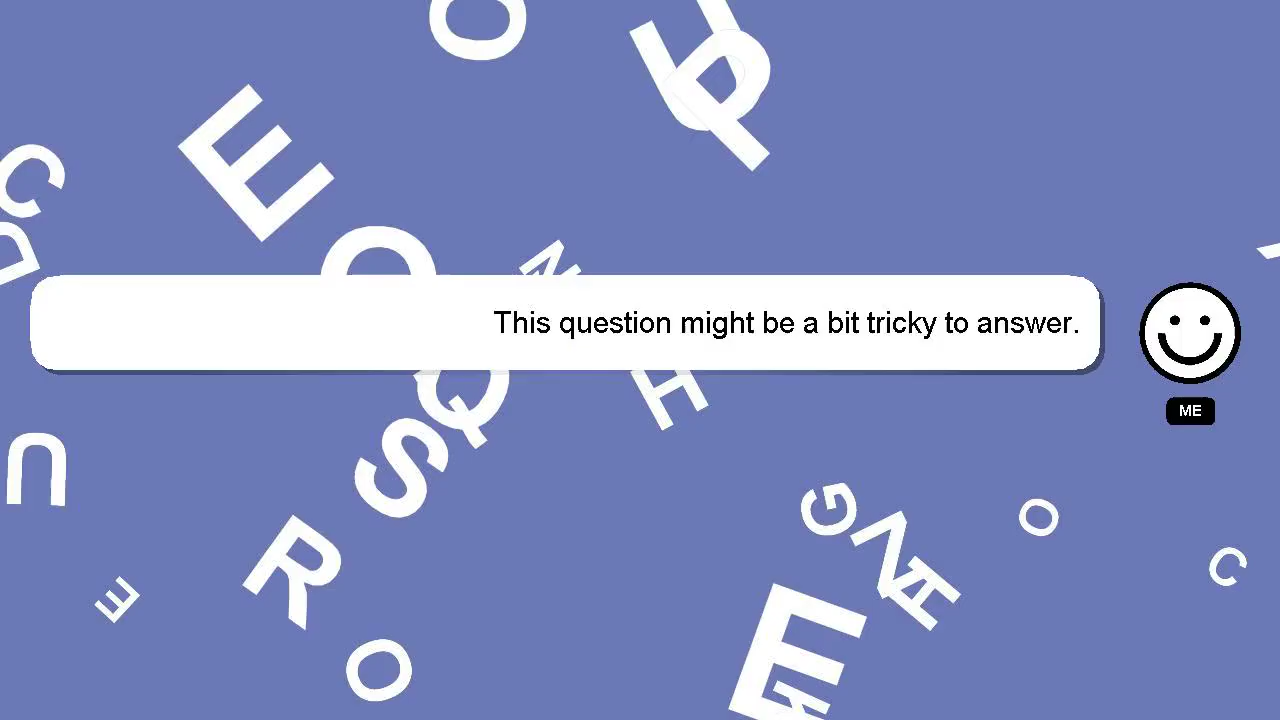 This question might be a bit tricky to answer.
ME
O
U
P
E
C
D
O
N
Q
H
S
U
G
V
O
H
C
R
E
O
E